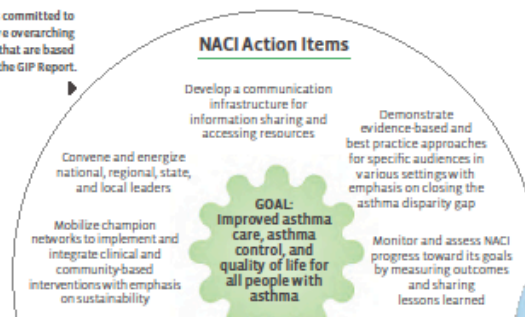 committed to
e overarching
that are based
the GIP Report.
NACI Action Items
Develop a communication
infrastructure for
information sharing and
accessing resources
Demonstrate
evidence-based and
best practice approaches
for specific audiences in
various settings with
emphasis on closing the
asthma disparity gap
Convene and energize
national, regional, state,
and local leaders
GOAL:
Improved asthma
care, asthma
control, and
quality of life for
all people with
asthma
Mobilize champion
networks to implement and
integrate clinical and
community-based
interventions with emphasis
on sustainability
Monitor and assess NACI
progress toward its goals
by measuring outcomes
and sharing
lessons learned